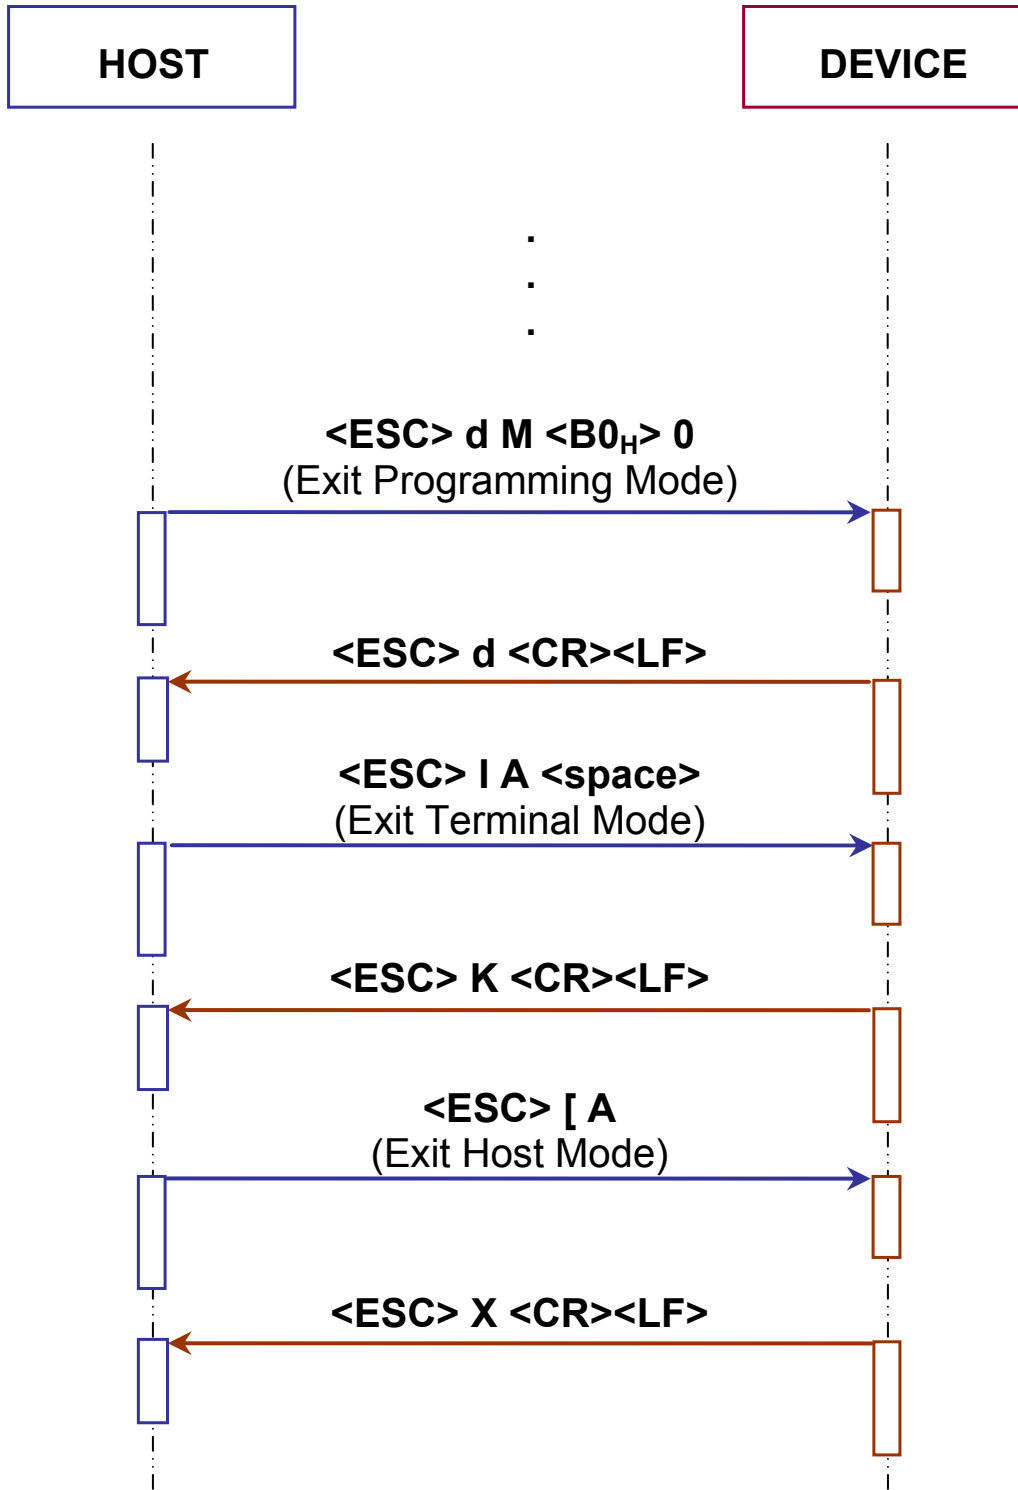 HOST
DEVICE
.
.
.
<ESC> d M <B0H> 0
(Exit Programming Mode)
<ESC> d <CR><LF>
<ESC> I A <space>
(Exit Terminal Mode)
<ESC> K <CR><LF>
<ESC> [ A
(Exit Host Mode)
<ESC> X <CR><LF>